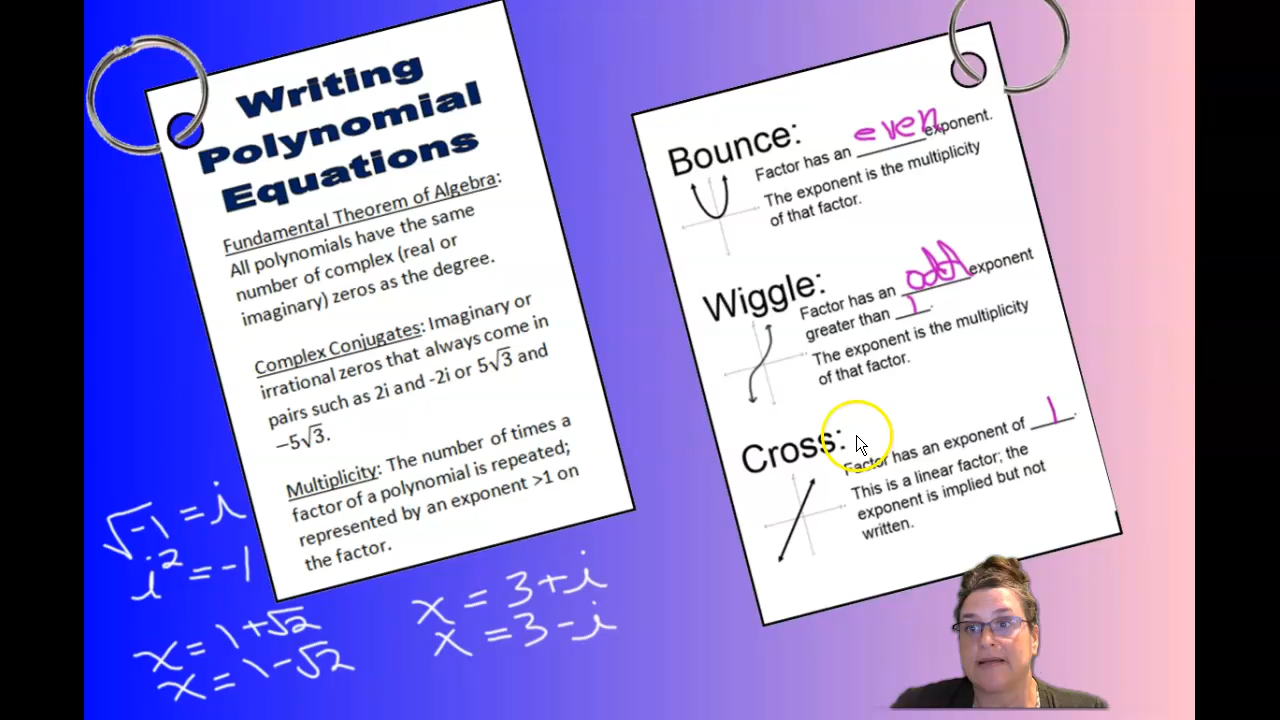 Writing
Polynomial
Equations
Fundamental Theorem of Algebra:
All polynomials have the same
number of complex (real or
imaginary) zeros as the degree.
Complex Conjugates: Imaginary or
irrational zeros that always come in
pairs such as 2i and -2i or 5√3 and
−5√3.
Multiplicity: The number of times a
factor of a polynomial is repeated;
represented by an exponent >1 on
the factor.
√-1 = i
i² = -1
x = 1+√2
x = 1-√2
x = 3+i
x = 3-i
Bounce:
Factor has an even exponent.
The exponent is the multiplicity
of that factor.
Wiggle:
Factor has an odd exponent
greater than 1.
The exponent is the multiplicity
of that factor.
Cross:
Factor has an exponent of 1.
This is a linear factor; the
exponent is implied but not
written.